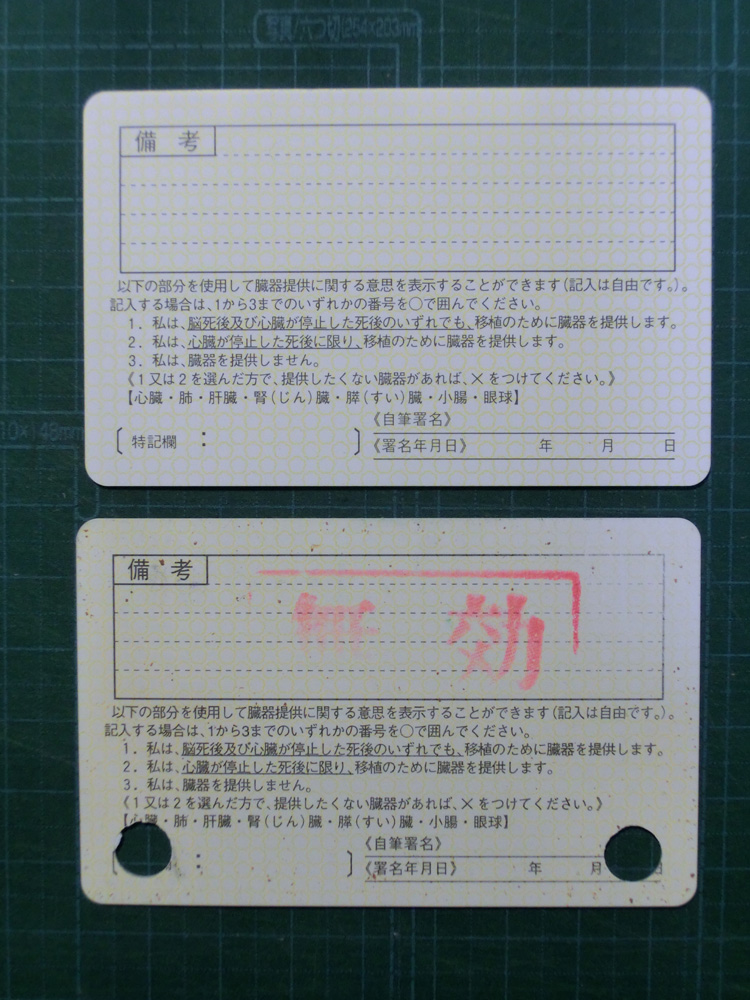 写真/六つ切(254×203mm
備 考
以下の部分を使用して臓器提供に関する意思を表示することができます(記入は自由です。)。
記入する場合は、1から3までのいずれかの番号を○で囲んでください。
1. 私は、脳死後及び心臓が停止した死後のいずれでも、移植のために臓器を提供します。
2. 私は、心臓が停止した死後に限り、移植のために臓器を提供します。
3. 私は、臓器を提供しません。
《1又は2を選んだ方で、提供したくない臓器があれば、×をつけてください。》
【心臓・肺・肝臓・腎(じん)臓・膵(すい)臓・小腸・眼球】
《自筆署名》
〔特記欄 : 〕
《署名年月日》 年 月 日
備 考
無 効
以下の部分を使用して臓器提供に関する意思を表示することができます(記入は自由です。)。
記入する場合は、1から3までのいずれかの番号を○で囲んでください。
1. 私は、脳死後及び心臓が停止した死後のいずれでも、移植のために臓器を提供します。
2. 私は、心臓が停止した死後に限り、移植のために臓器を提供します。
3. 私は、臓器を提供しません。
《1又は2を選んだ方で、提供したくない臓器があれば、×をつけてください。》
【心臓・肺・肝臓・腎(じん)臓・膵(すい)臓・小腸・眼球】
《自筆署名》
〔 : 〕
《署名年月日》 年 月